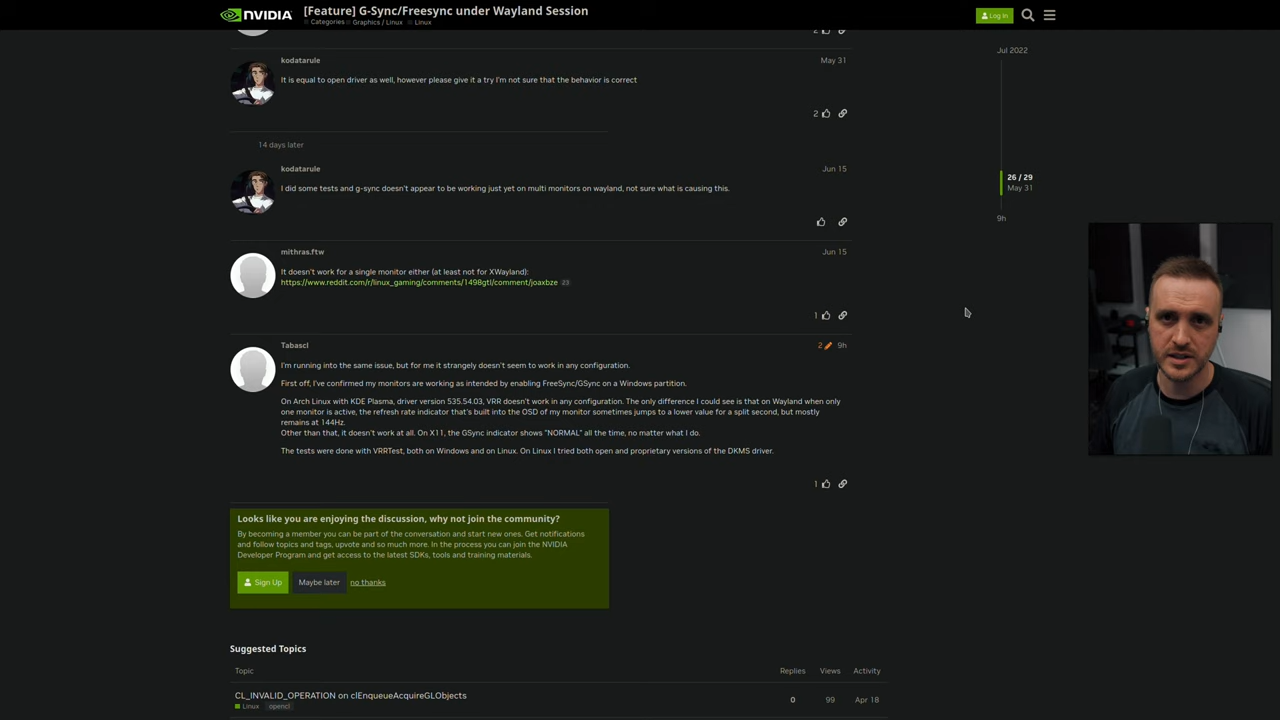 NVIDIA
[Feature] G-Sync/Freesync under Wayland Session
Categories Graphics / Linux Linux
Log In
2
Jul 2022
kodatarule
May 31
It is equal to open driver as well, however please give it a try I'm not sure that the behavior is correct
2
14 days later
kodatarule
Jun 15
I did some tests and g-sync doesn't appear to be working just yet on multi monitors on wayland, not sure what is causing this.
26 / 29
May 31
9h
mithras.ftw
Jun 15
It doesn't work for a single monitor either (at least not for XWayland):
https://www.reddit.com/r/linux_gaming/comments/1498gtl/comment/joaxbze 23
1
Tabascl
2 9h
I'm running into the same issue, but for me it strangely doesn't seem to work in any configuration.
First off, I've confirmed my monitors are working as intended by enabling FreeSync/GSync on a Windows partition.
On Arch Linux with KDE Plasma, driver version 535.54.03, VRR doesn't work in any configuration. The only difference I could see is that on Wayland when only
one monitor is active, the refresh rate indicator that's built into the OSD of my monitor sometimes jumps to a lower value for a split second, but mostly
remains at 144Hz.
Other than that, it doesn't work at all. On X11, the GSync indicator shows "NORMAL" all the time, no matter what I do.
The tests were done with VRRTest, both on Windows and on Linux. On Linux I tried both open and proprietary versions of the DKMS driver.
1
Looks like you are enjoying the discussion, why not join the community?
By becoming a member you can be part of the conversation and start new ones. Get notifications
and follow topics and tags, upvote and so much more. In the process you can join the NVIDIA
Developer Program and get access to the latest SDKs, tools and training materials.
Sign Up
Maybe later
no thanks
Suggested Topics
Topic Replies Views Activity
CL_INVALID_OPERATION on clEnqueueAcquireGLObjects 0 99 Apr 18
Linux opencl